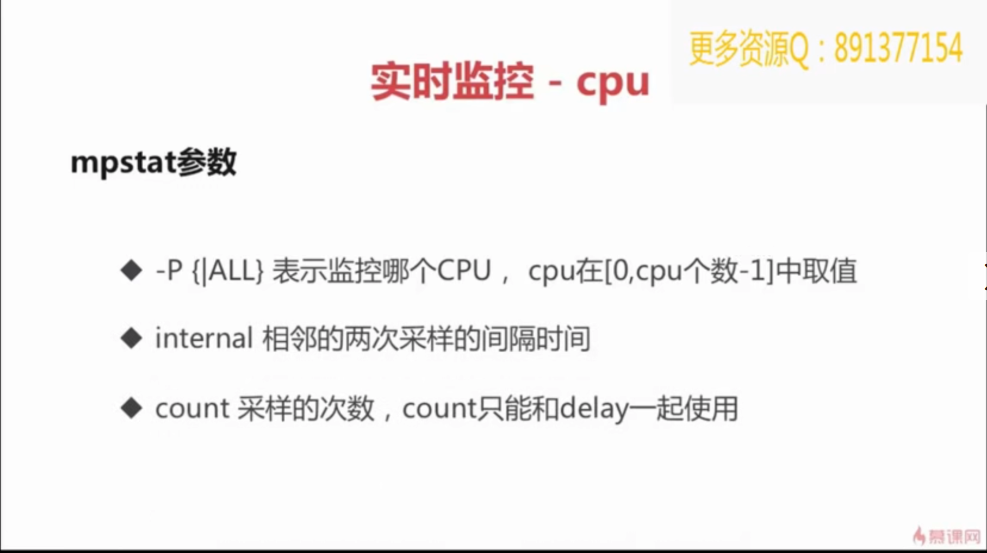 更多资源Q：891377154
实时监控 - cpu
mpstat参数
◆ -P {|ALL} 表示监控哪个CPU， cpu在[0,cpu个数-1]中取值
◆ internal 相邻的两次采样的间隔时间
◆ count 采样的次数，count只能和delay一起使用
慕课网